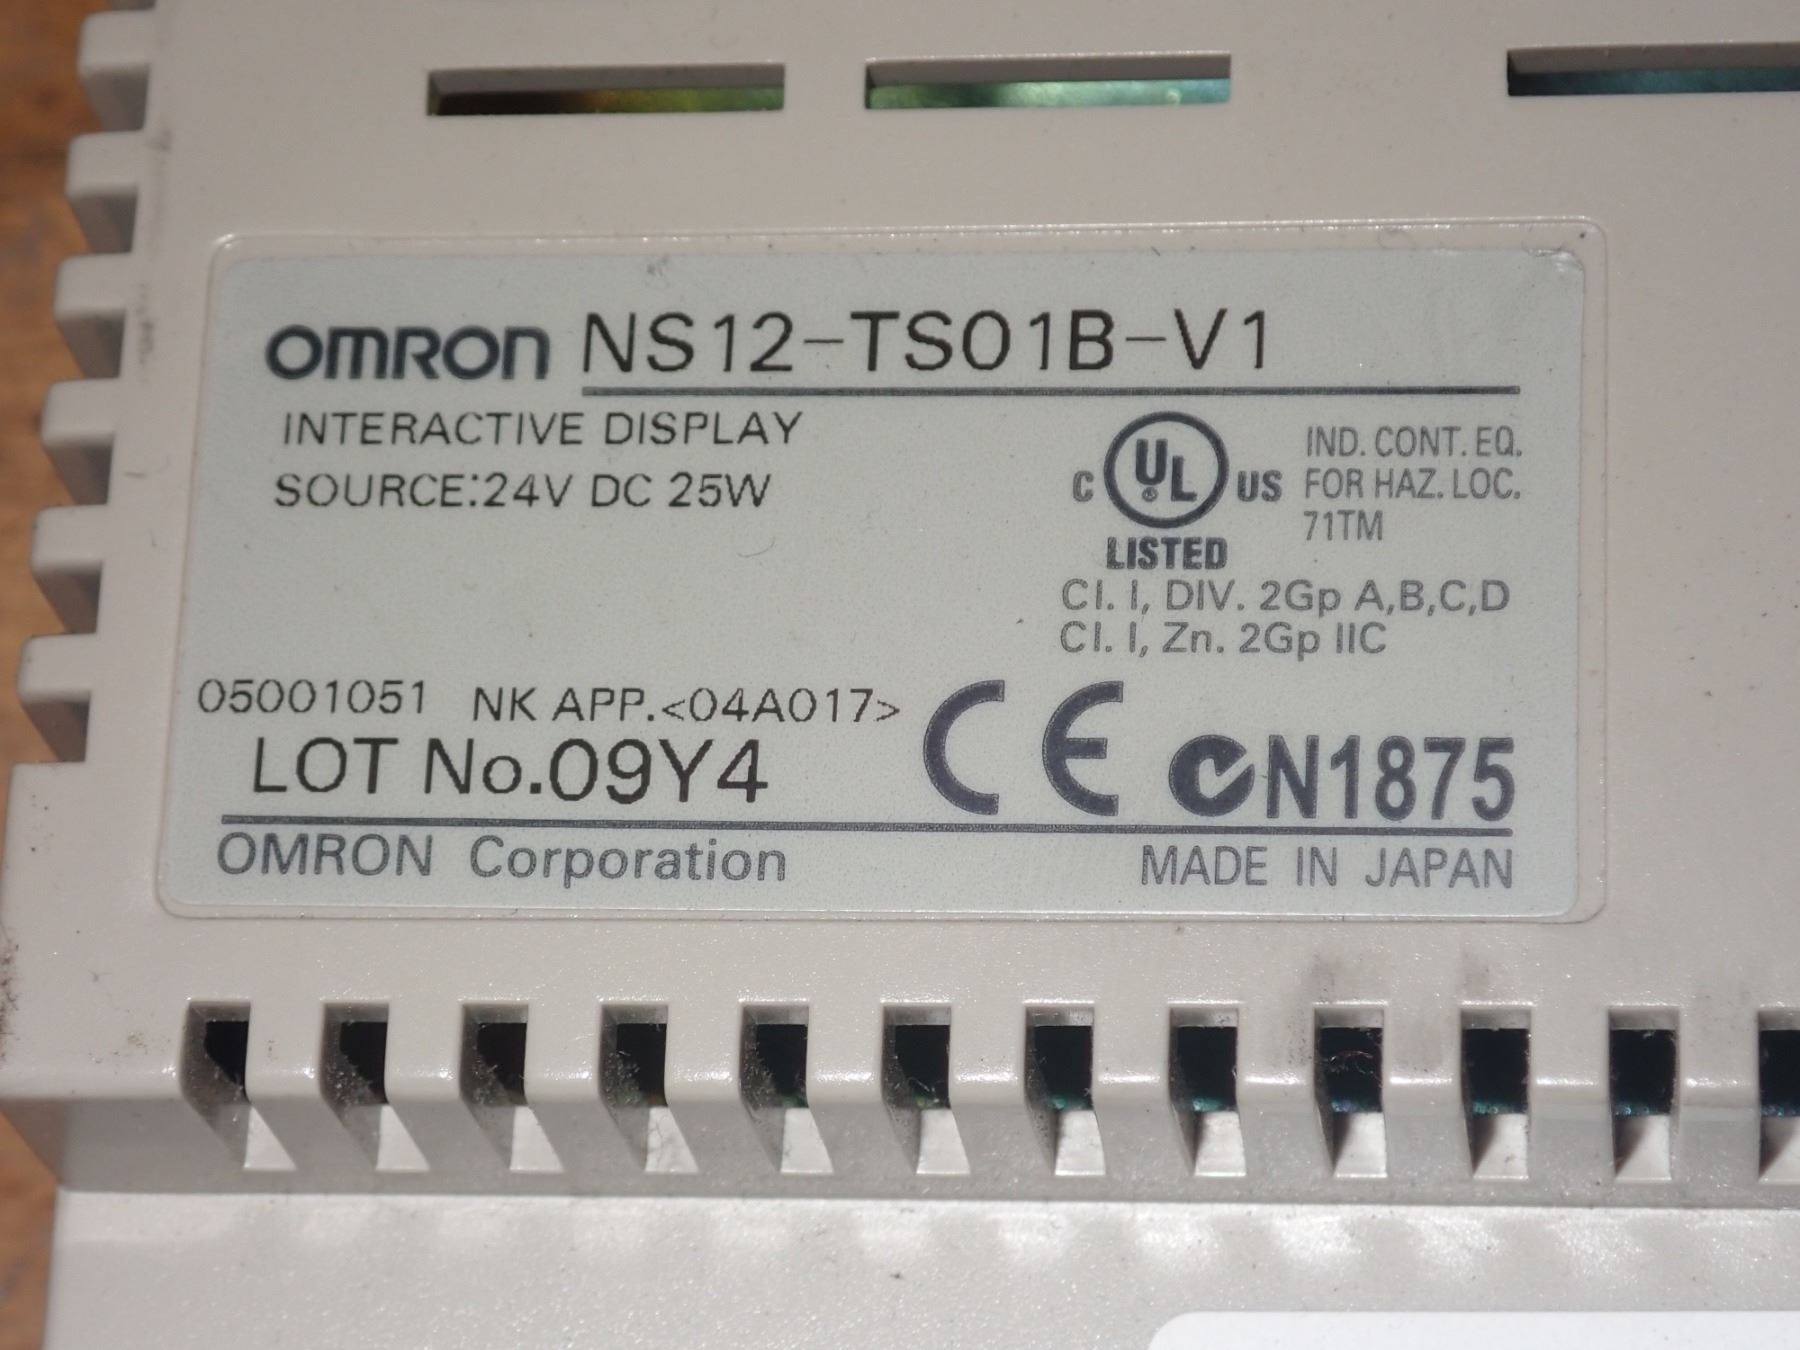 OMRON NS12-TS01B-V1
INTERACTIVE DISPLAY
SOURCE:24V DC 25W
C UL US
LISTED
IND. CONT. EQ.
FOR HAZ. LOC.
71TM
Cl. I, DIV. 2Gp A,B,C,D
Cl. I, Zn. 2Gp IIC
05001051 NK APP.<04A017>
LOT No.09Y4
CE N1875
OMRON Corporation MADE IN JAPAN